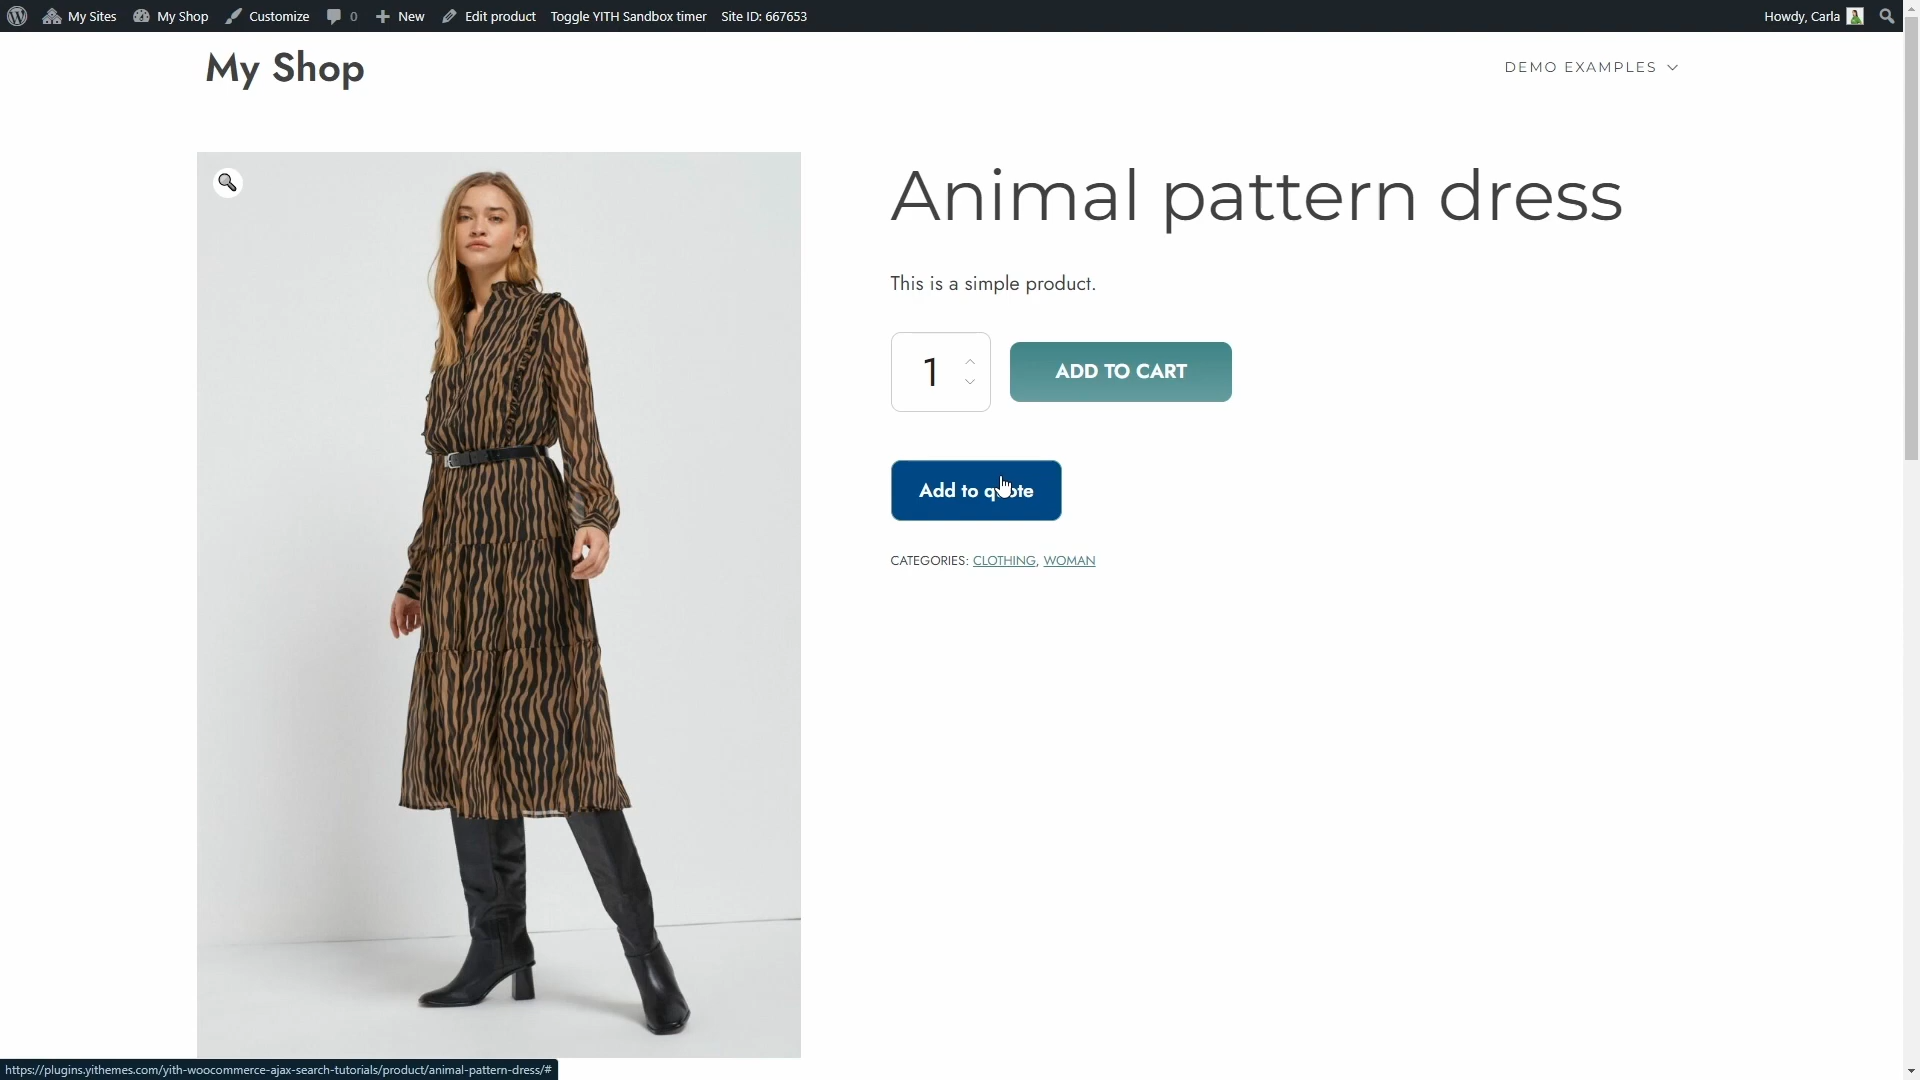 My Sites My Shop Customize 0 New Edit product Toggle YITH Sandbox timer Site ID: 667653 Howdy, Carla
My Shop
DEMO EXAMPLES
Animal pattern dress
This is a simple product.
1
ADD TO CART
Add to quote
CATEGORIES: CLOTHING, WOMAN
https://plugins.yithemes.com/yith-woocommerce-ajax-search-tutorials/product/animal-pattern-dress/#